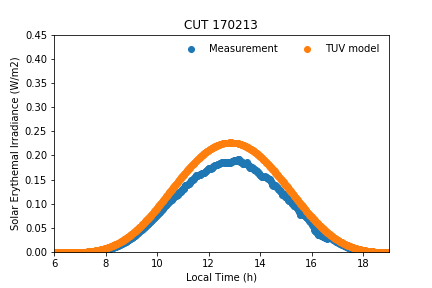 CUT 170213
Measurement
TUV model
Solar Erythemal Irradiance (W/m2)
0.45
0.40
0.35
0.30
0.25
0.20
0.15
0.10
0.05
0.00
6 8 10 12 14 16 18
Local Time (h)